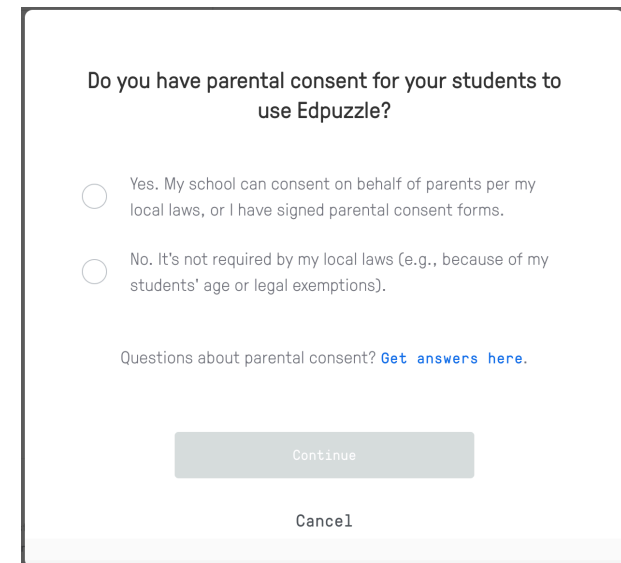 Do you have parental consent for your students to
use Edpuzzle?
Yes. My school can consent on behalf of parents per my
local laws, or I have signed parental consent forms.
No. It's not required by my local laws (e.g., because of my
students' age or legal exemptions).
Questions about parental consent? Get answers here.
Continue
Cancel